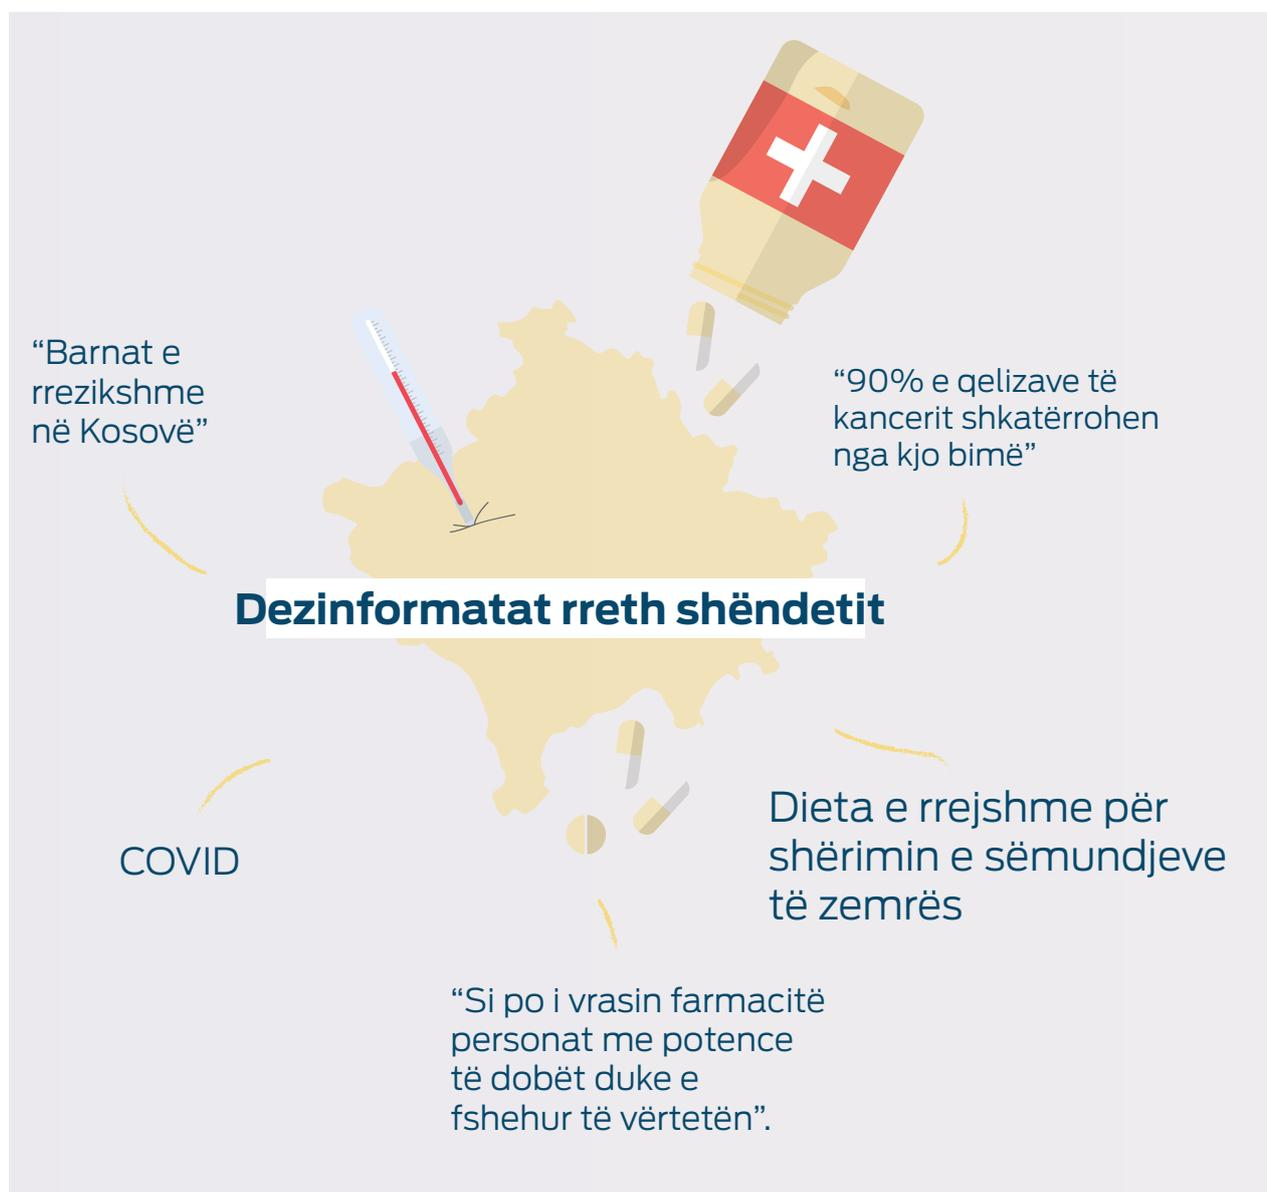 “Barnat e
rrezikshme
në Kosovë”
“90% e qelizave të
kancerit shkatërrohen
nga kjo bimë”
Dezinformatat rreth shëndetit
COVID
Dieta e rrejshme për
shërimin e sëmundjeve
të zemrës
“Si po i vrasin farmacitë
personat me potence
të dobët duke e
fshehur të vërtetën”.